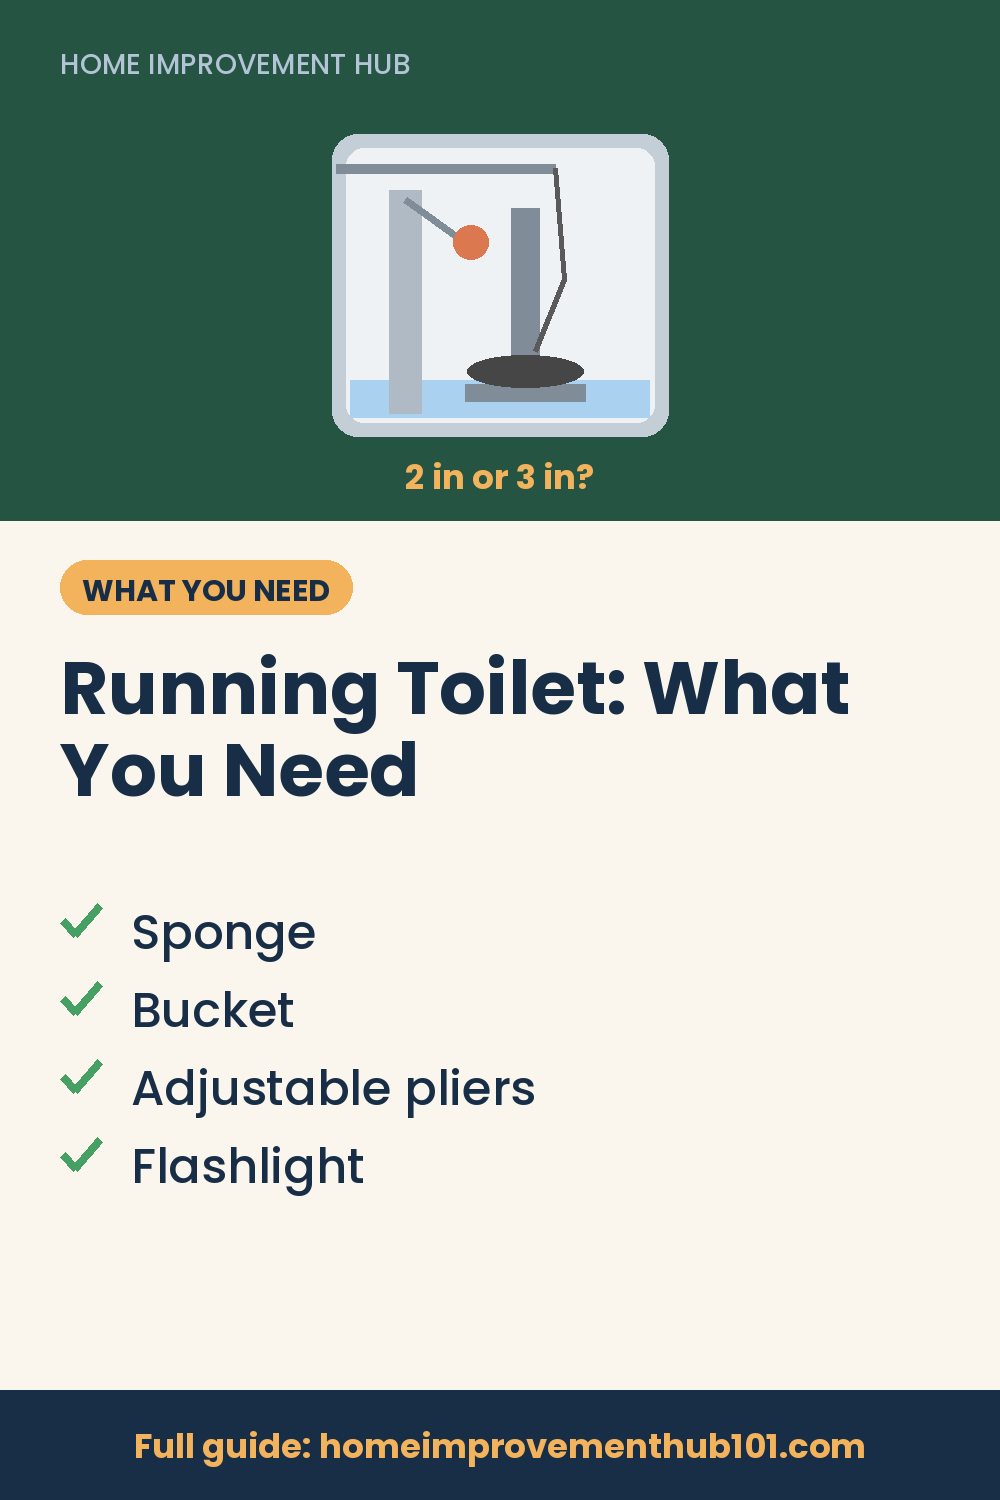 HOME IMPROVEMENT HUB
2 in or 3 in?
WHAT YOU NEED
Running Toilet: What
You Need
Sponge
Bucket
Adjustable pliers
Flashlight
Full guide: homeimprovementhub101.com